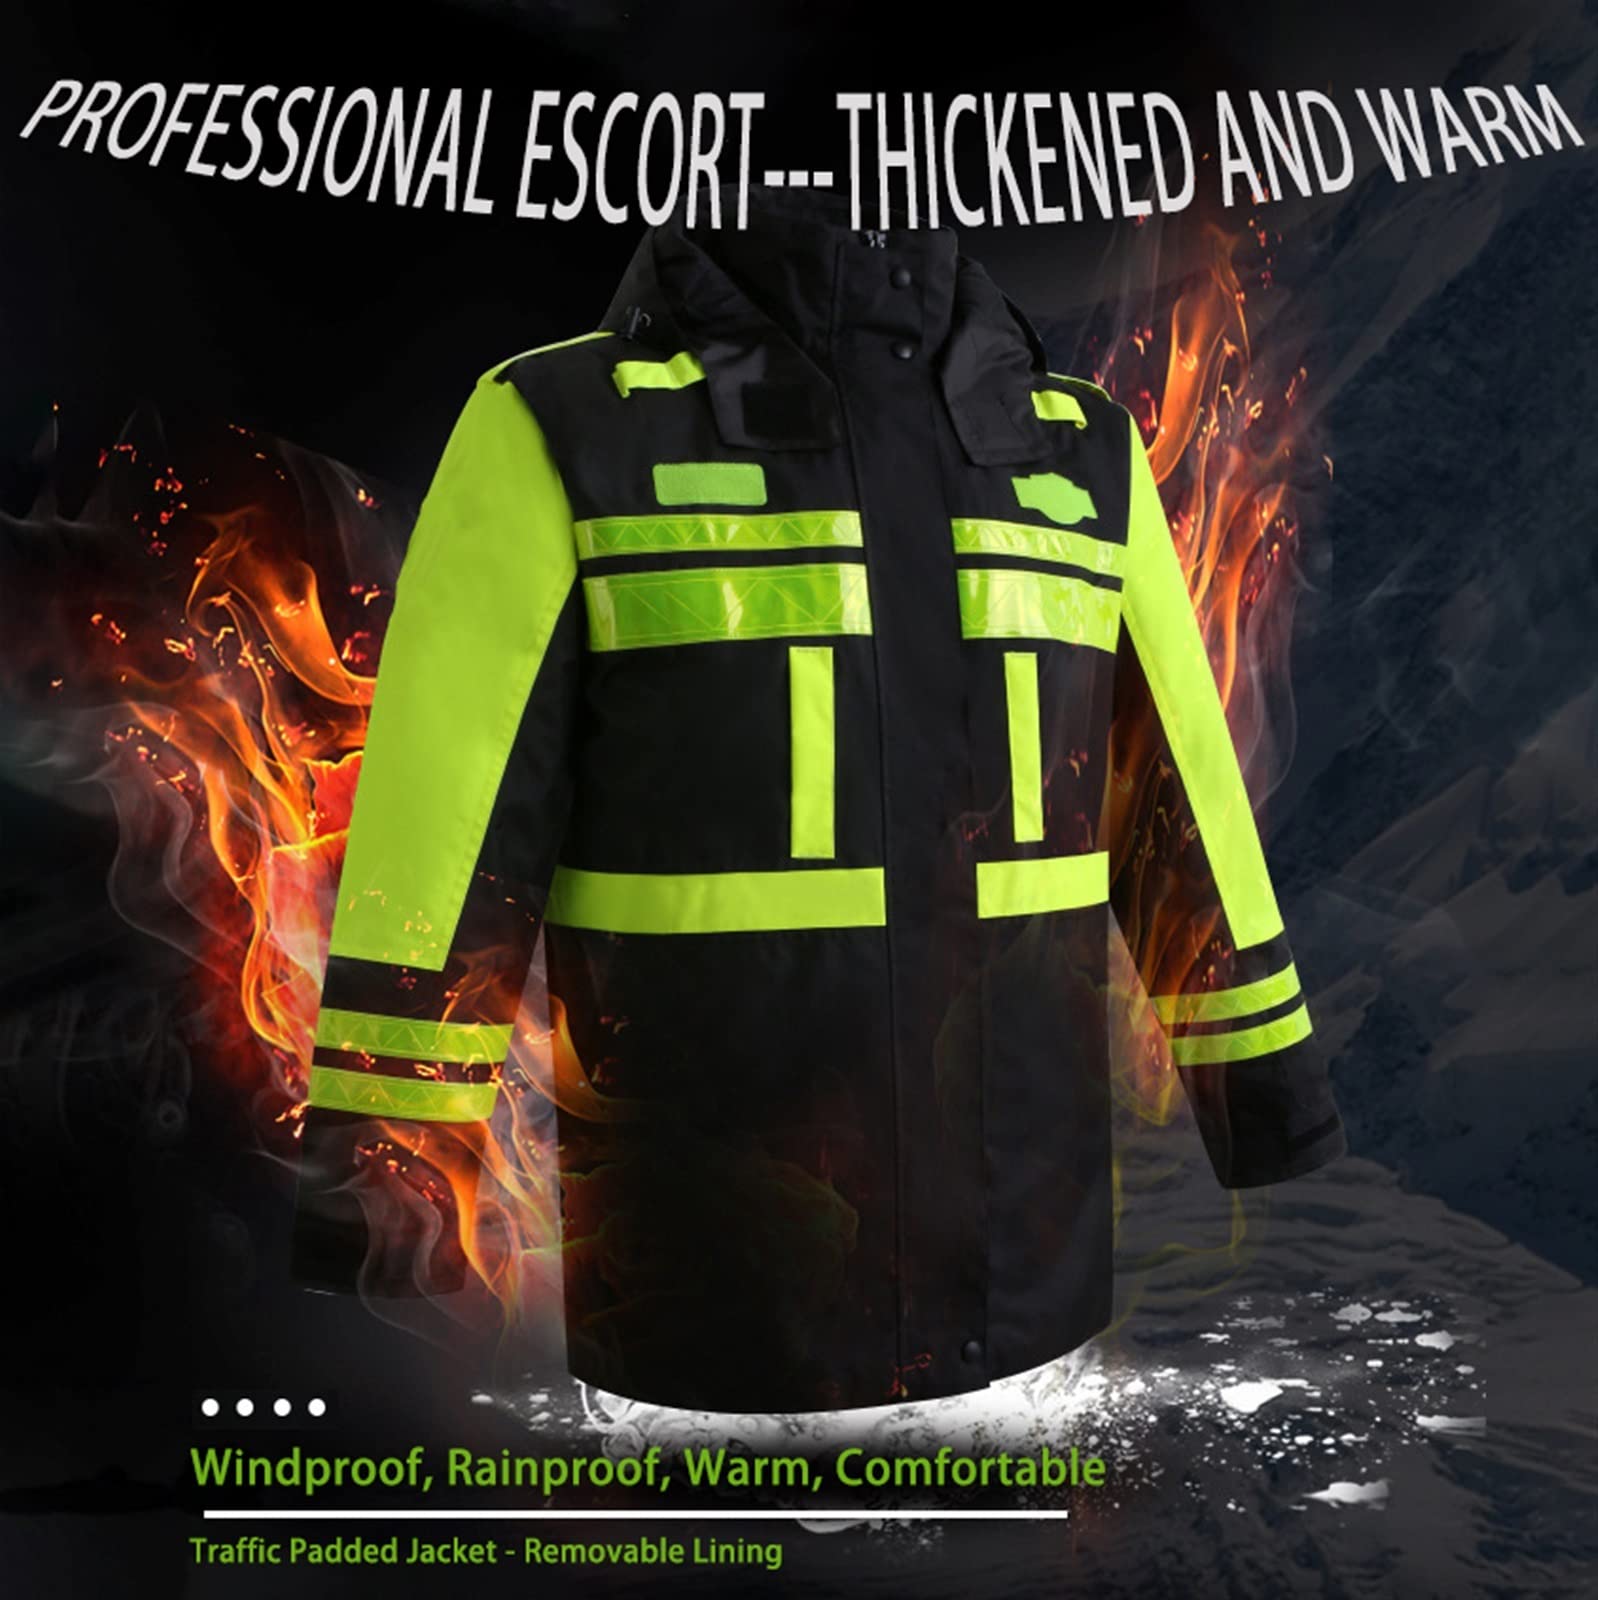 PROFESSIONAL ESCORT---THICKENED AND WARM
Windproof, Rainproof, Warm, Comfortable
Traffic Padded Jacket - Removable Lining